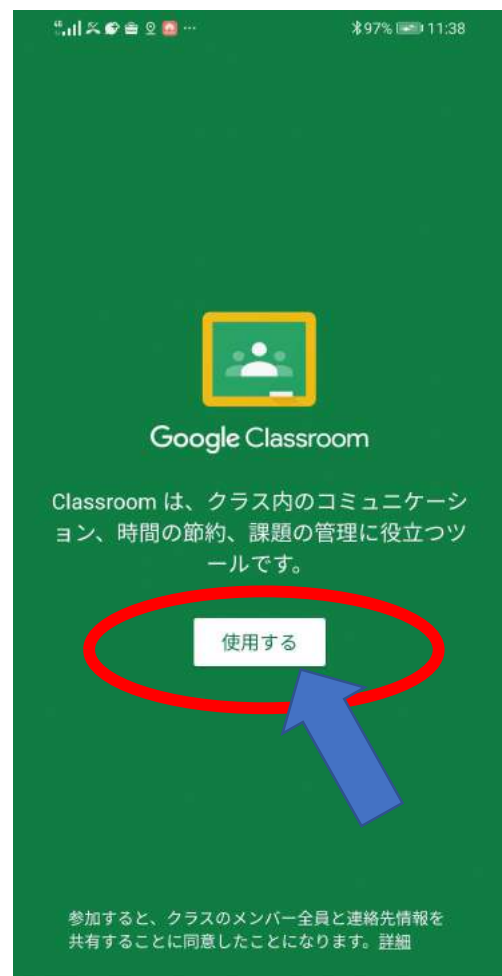 97% 11:38
Google Classroom
Classroom は、クラス内のコミュニケーシ
ョン、時間の節約、課題の管理に役立つツ
ールです。
使用する
参加すると、クラスのメンバー全員と連絡先情報を
共有することに同意したことになります。詳細